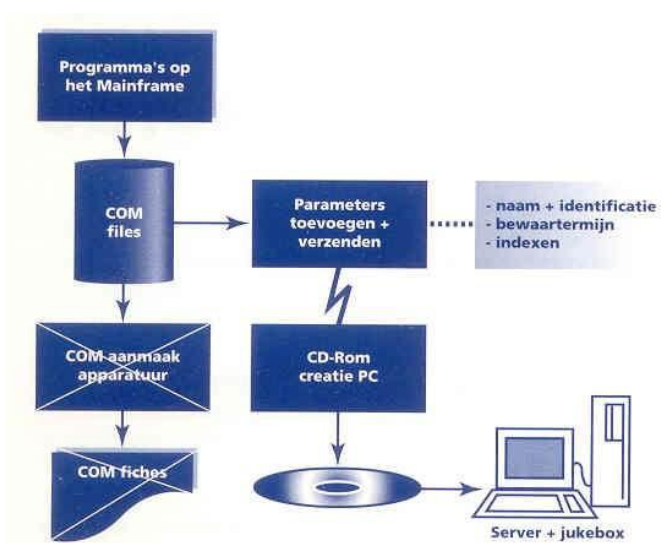 Programma's op
het Mainframe
COM
files
Parameters
toevoegen +
verzenden
- naam + identificatie
- bewaartermijn
- indexen
COM aanmaak
apparatuur
CD-Rom
creatie PC
COM fiches
Server + jukebox